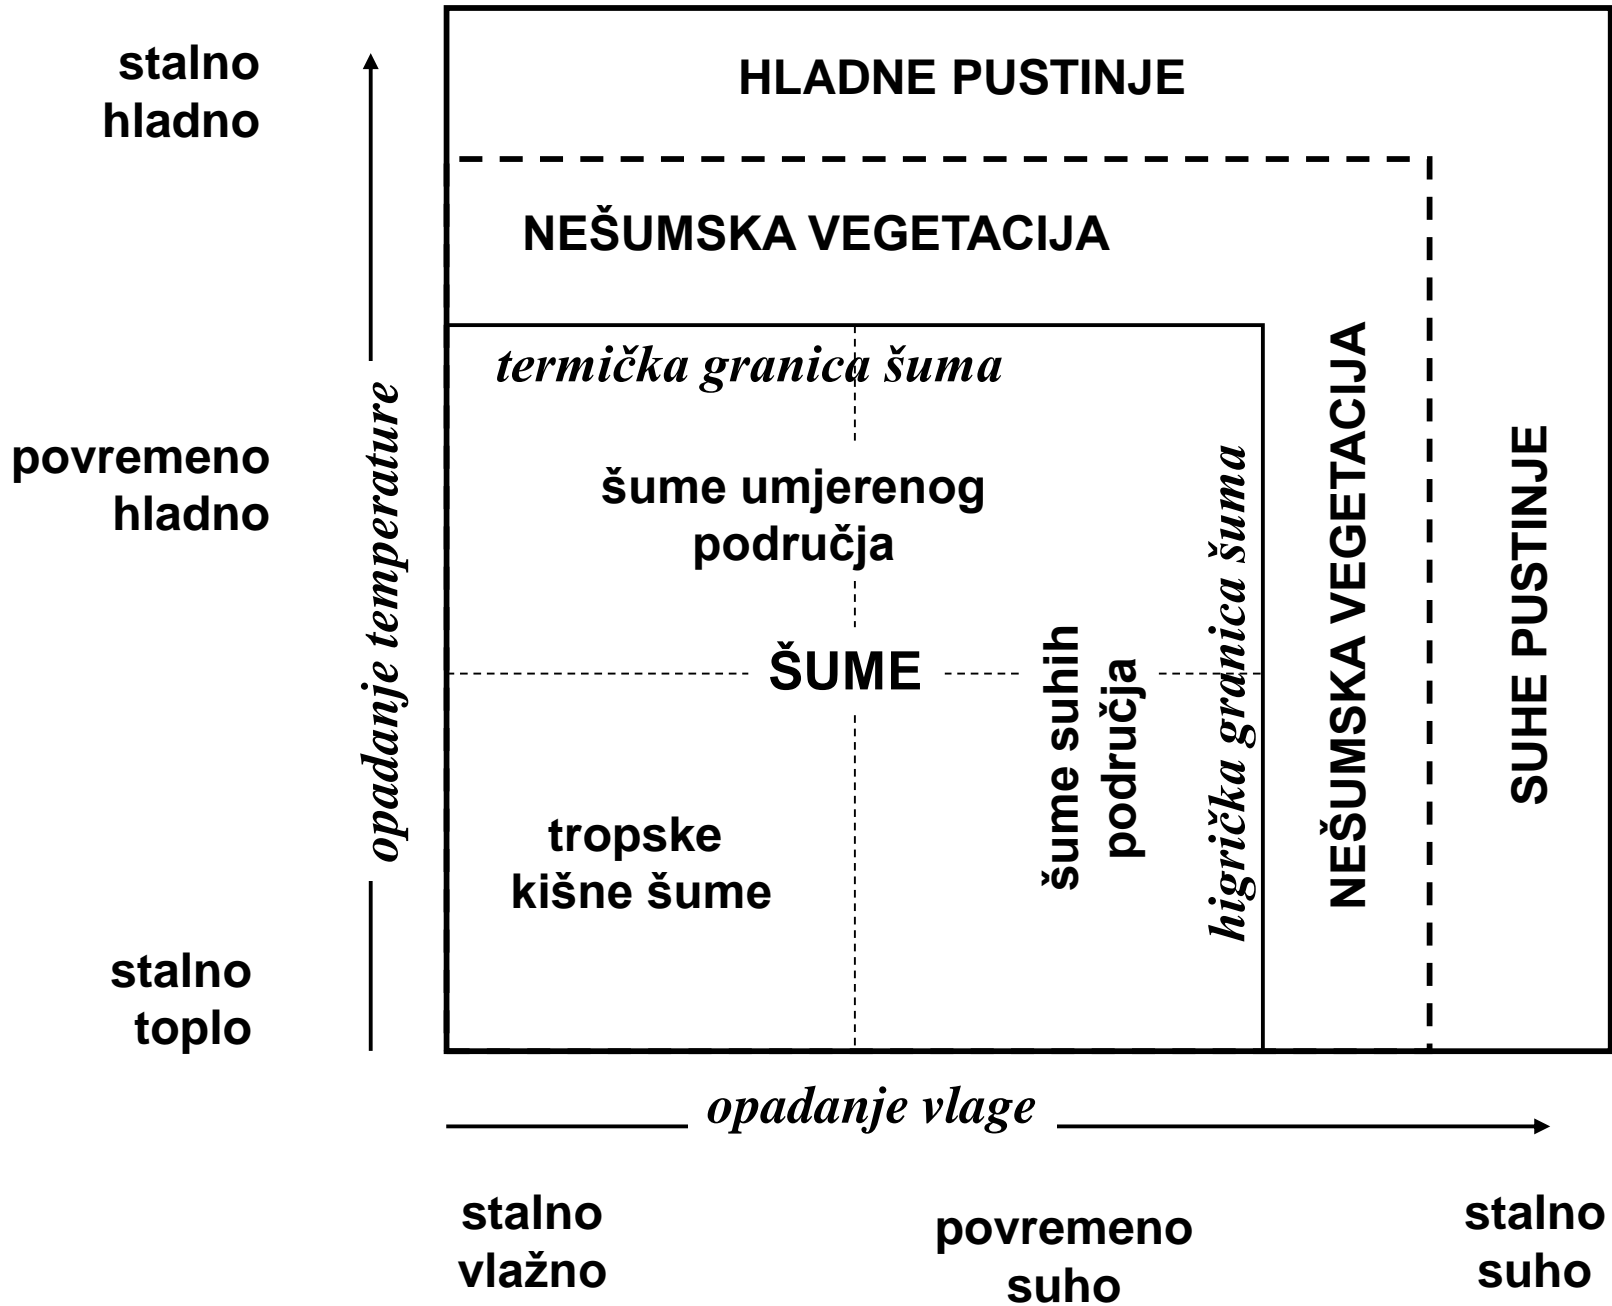 stalno
hladno
HLADNE PUSTINJE
NEŠUMSKA VEGETACIJA
termička granica šuma
povremeno
hladno
opadanje temperature
šume umjerenog
područja
ŠUME
šume suhih
područja
higrička granica šuma
NEŠUMSKA VEGETACIJA
SUHE PUSTINJE
tropske
kišne šume
stalno
toplo
opadanje vlage
stalno
vlažno
povremeno
suho
stalno
suho